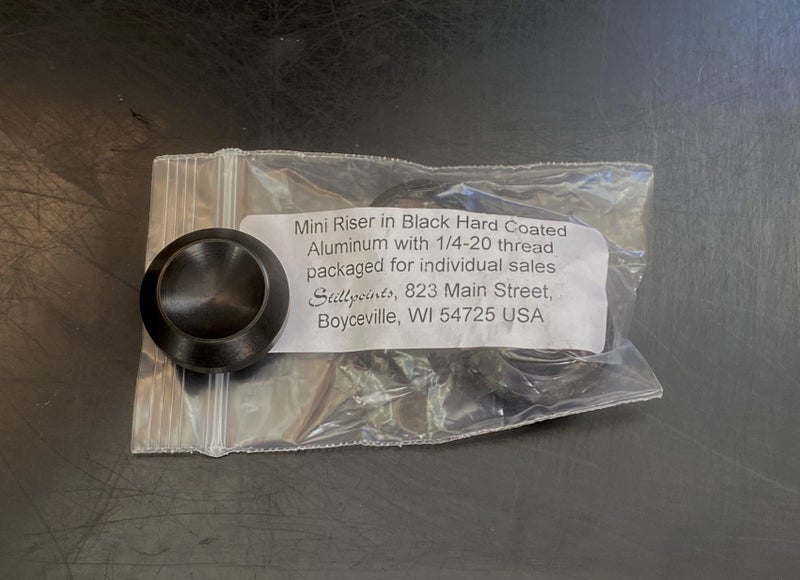 Mini Riser in Black Hard Coated
Aluminum with 1/4-20 thread
packaged for individual sales
Stillpoints, 823 Main Street,
Boyceville, WI 54725 USA